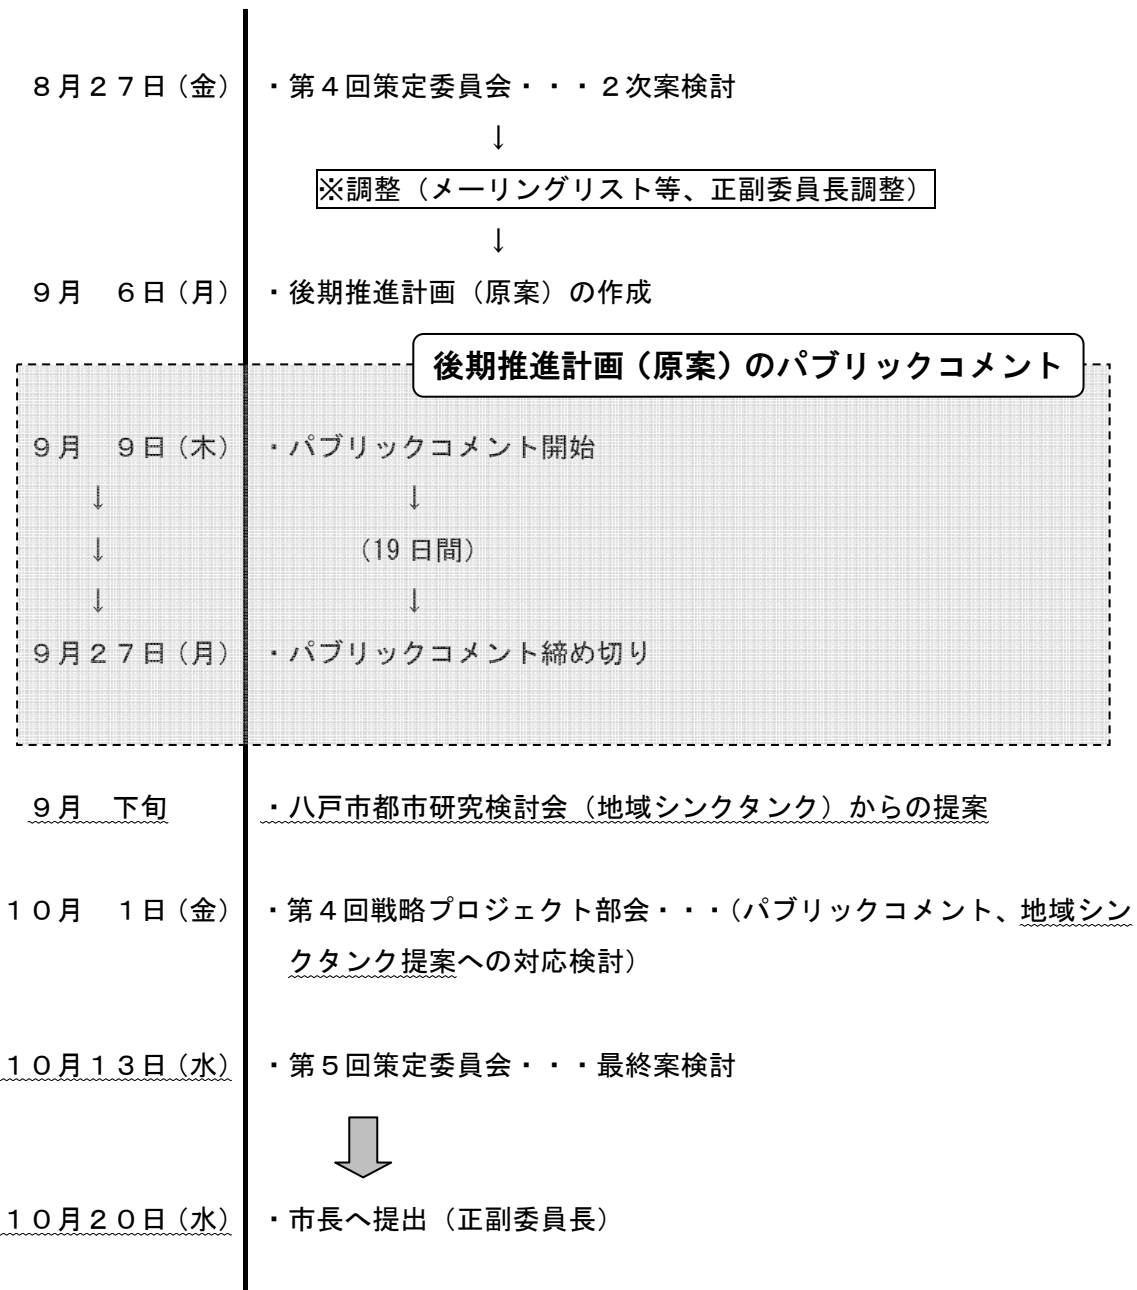 ８月２７日（金） ・第４回策定委員会・・・２次案検討
↓
※調整（メーリングリスト等、正副委員長調整）
↓
９月　６日（月） ・後期推進計画（原案）の作成
後期推進計画（原案）のパブリックコメント
９月　９日（木） ・パブリックコメント開始
↓ ↓
↓ （19 日間）
↓ ↓
９月２７日（月） ・パブリックコメント締め切り
９月　下旬 ・八戸市都市研究検討会（地域シンクタンク）からの提案
１０月　１日（金） ・第４回戦略プロジェクト部会・・・（パブリックコメント、地域シン
クタンク提案への対応検討）
１０月１３日（水） ・第５回策定委員会・・・最終案検討
１０月２０日（水） ・市長へ提出（正副委員長）